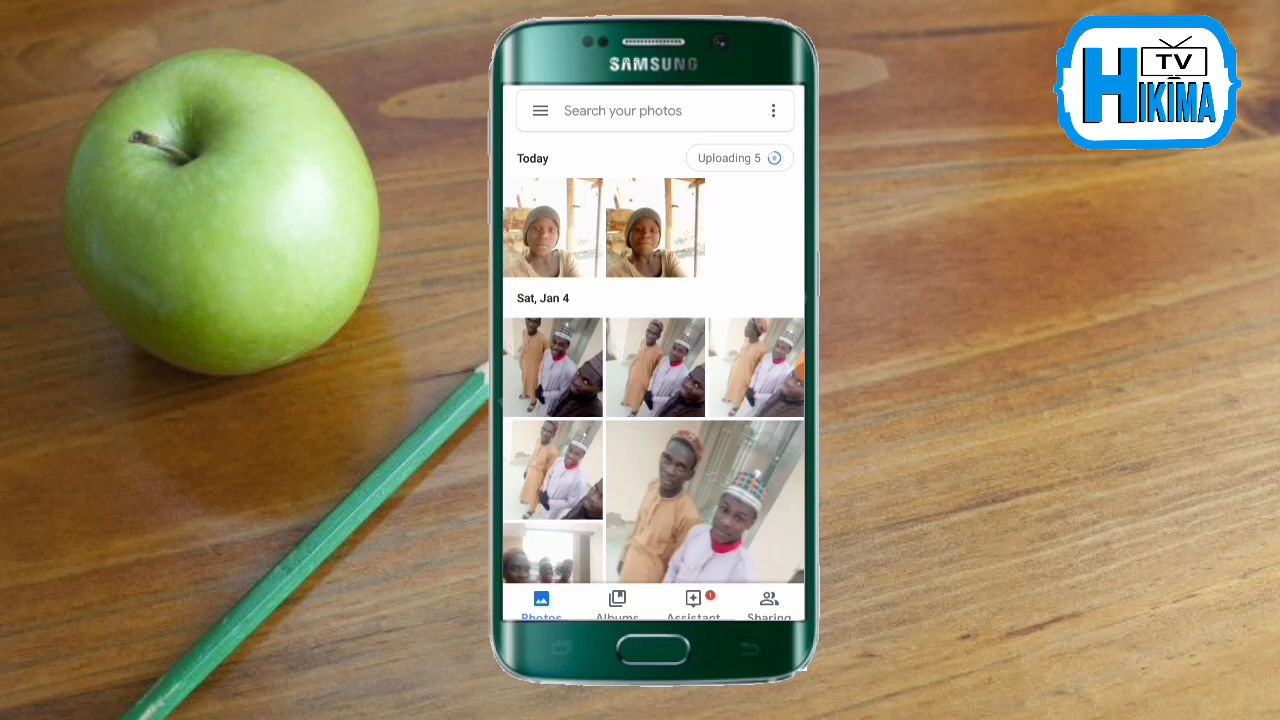 SAMSUNG
Search your photos
Today
Uploading 5
Sat, Jan 4
Photos
Albums
Assistant
Sharing
TV
HIKIMA